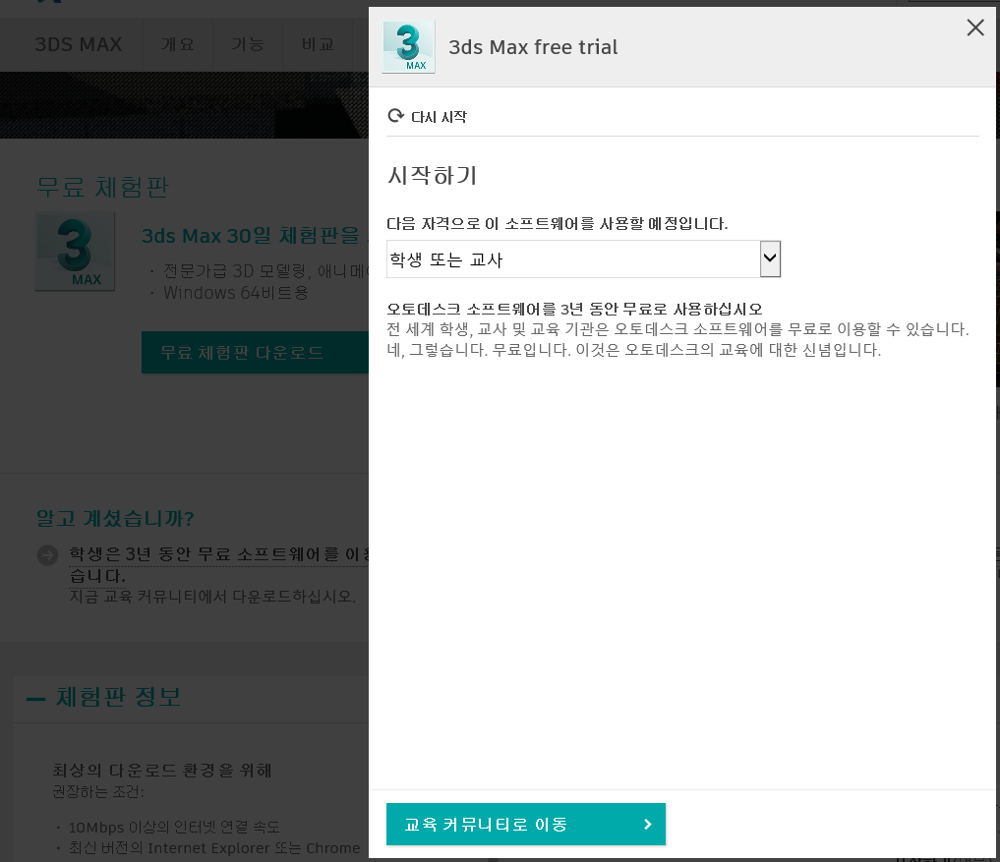 3DS MAX 개요 기능 비교
무료 체험판
3
MAX
3ds Max 30일 체험판을
· 전문가급 3D 모델링, 애니메이
· Windows 64비트용
무료 체험판 다운로드
알고 계셨습니까?
학생은 3년 동안 무료 소프트웨어를 이용
습니다.
지금 교육 커뮤니티에서 다운로드하십시오.
체험판 정보
최상의 다운로드 환경을 위해
권장하는 조건:
· 10Mbps 이상의 인터넷 연결 속도
· 최신 버전의 Internet Explorer 또는 Chrome
3
MAX
3ds Max free trial
다시 시작
시작하기
다음 자격으로 이 소프트웨어를 사용할 예정입니다.
학생 또는 교사
오토데스크 소프트웨어를 3년 동안 무료로 사용하십시오
전 세계 학생, 교사 및 교육 기관은 오토데스크 소프트웨어를 무료로 이용할 수 있습니다.
네, 그렇습니다. 무료입니다. 이것은 오토데스크의 교육에 대한 신념입니다.
교육 커뮤니티로 이동